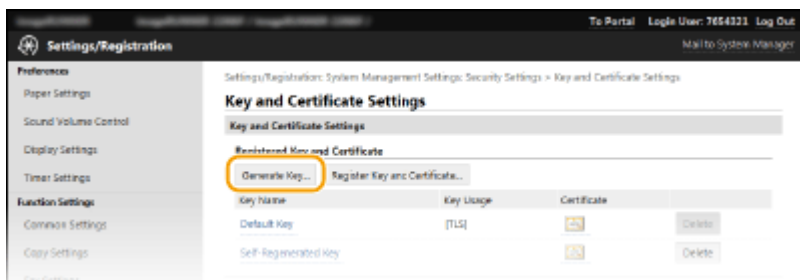 To Portal Login User: 7654321 Log Out
Settings/Registration
Mail to System Manager
Preferences
Paper Settings
Sound Volume Control
Display Settings
Timer Settings
Function Settings
Common Settings
Copy Settings
Settings/Registration: System Management Settings: Security Settings > Key and Certificate Settings
Key and Certificate Settings
Key and Certificate Settings
Registered Key and Certificate
Generate Key... Register Key and Certificate...
Key Name Key Usage Certificate
Default Key [TLS] Delete
Self-Regenerated Key Delete